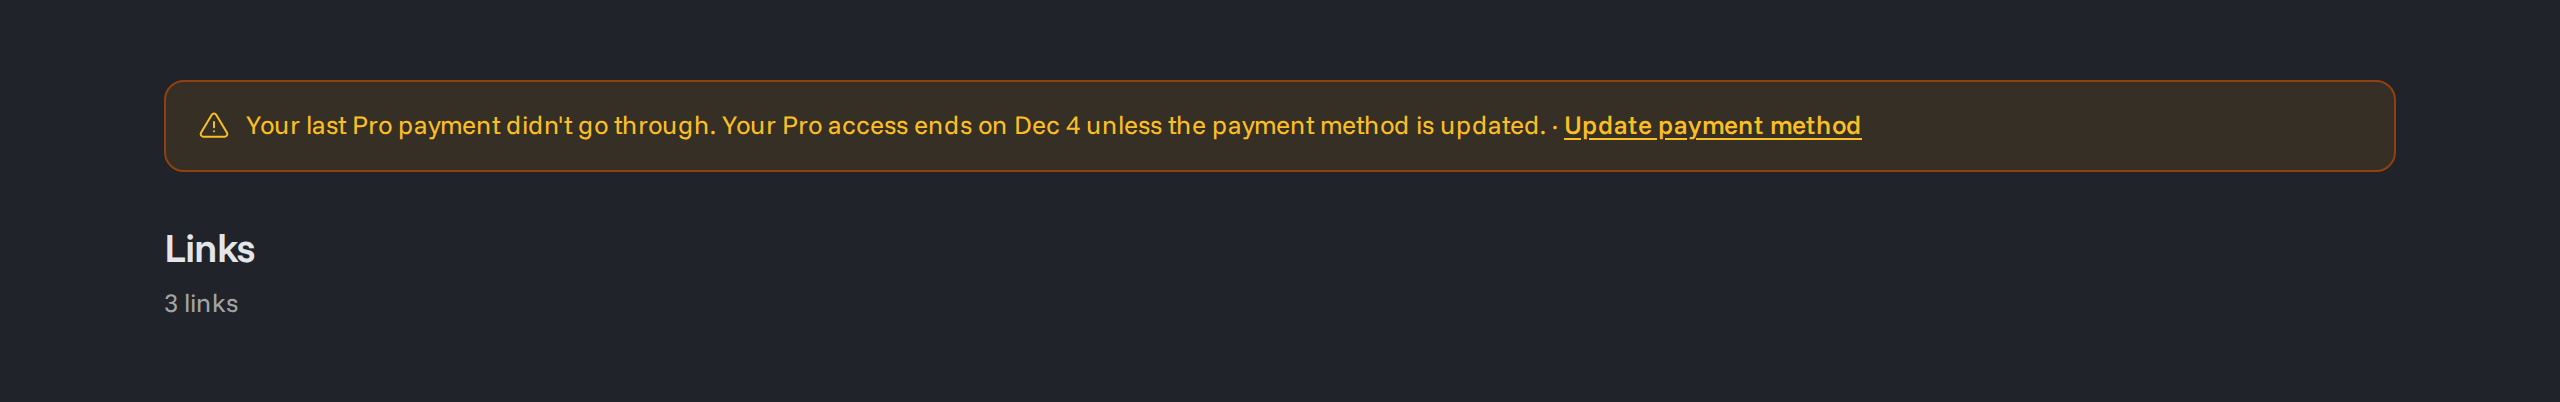 Your last Pro payment didn't go through. Your Pro access ends on Dec 4 unless the payment method is updated. · Update payment method
Links
3 links